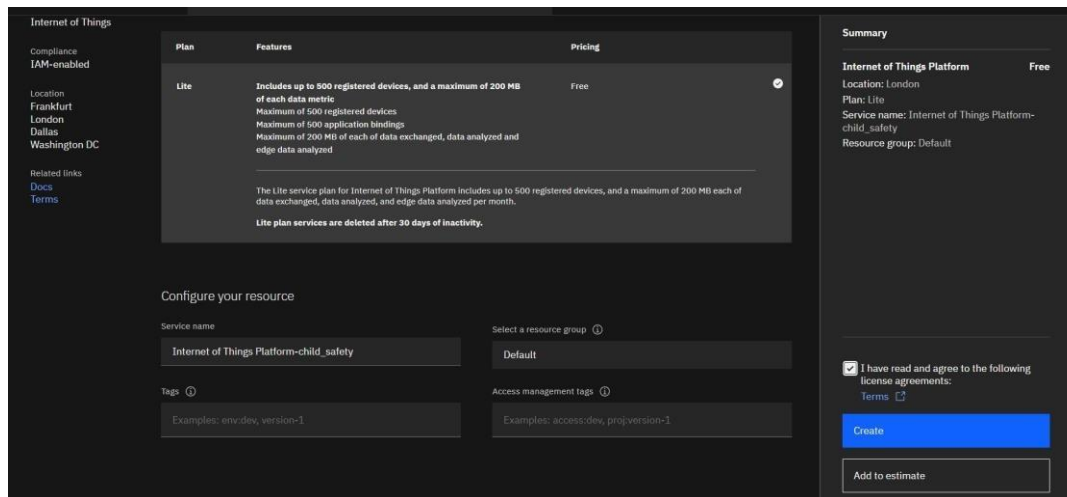 Internet of Things
Compliance
IAM-enabled
Location
Frankfurt
London
Dallas
Washington DC
Related links
Docs
Terms
Plan Features Pricing
Lite Includes up to 500 registered devices, and a maximum of 200 MB Free
of each data metric
Maximum of 500 registered devices
Maximum of 500 application bindings
Maximum of 200 MB of each of data exchanged, data analyzed and
edge data analyzed
The Lite service plan for Internet of Things Platform includes up to 500 registered devices, and a maximum of 200 MB each of
data exchanged, data analyzed, and edge data analyzed per month.
Lite plan services are deleted after 30 days of inactivity.
Configure your resource
Service name
Internet of Things Platform-child_safety
Select a resource group
Default
Tags
Examples: env:dev, version-1
Access management tags
Examples: access:dev, proj:version-1
Summary
Internet of Things Platform Free
Location: London
Plan: Lite
Service name: Internet of Things Platform-
child_safety
Resource group: Default
I have read and agree to the following
license agreements:
Terms
Create
Add to estimate